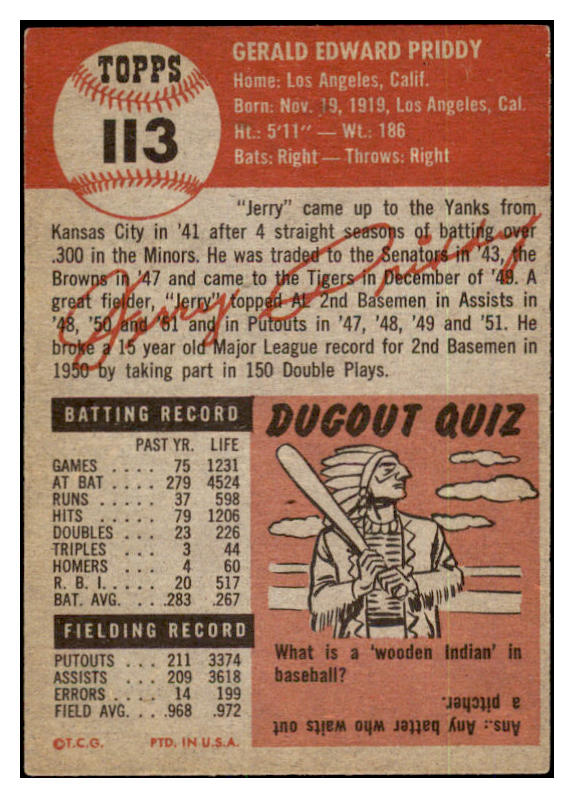 TOPPS
113
GERALD EDWARD PRIDDY
Home: Los Angeles, Calif.
Born: Nov. 19, 1919, Los Angeles, Cal.
Ht.: 5'11" — Wt.: 186
Bats: Right — Throws: Right
"Jerry" came up to the Yanks from
Kansas City in '41 after 4 straight seasons of batting over
.300 in the Minors. He was traded to the Senators in '43, the
Browns in '47 and came to the Tigers in December of '49. A
great fielder, "Jerry" topped AL 2nd Basemen in Assists in
'48, '50 and '51 and in Putouts in '47, '48, '49 and '51. He
broke a 15 year old Major League record for 2nd Basemen in
1950 by taking part in 150 Double Plays.
Jerry Priddy
BATTING RECORD
PAST YR. LIFE
GAMES .... 75 1231
AT BAT .... 279 4524
RUNS .... 37 598
HITS .... 79 1206
DOUBLES .... 23 226
TRIPLES .... 3 44
HOMERS .... 4 60
R. B. I. .... 20 517
BAT. AVG. ... .283 .267
FIELDING RECORD
PUTOUTS ... 211 3374
ASSISTS ... 209 3618
ERRORS .... 14 199
FIELD AVG. ... .968 .972
©T.C.G. PTD. IN U.S.A.
DUGOUT QUIZ
What is a 'wooden Indian' in
baseball?
Ans.: Any batter who waits out
a pitcher.